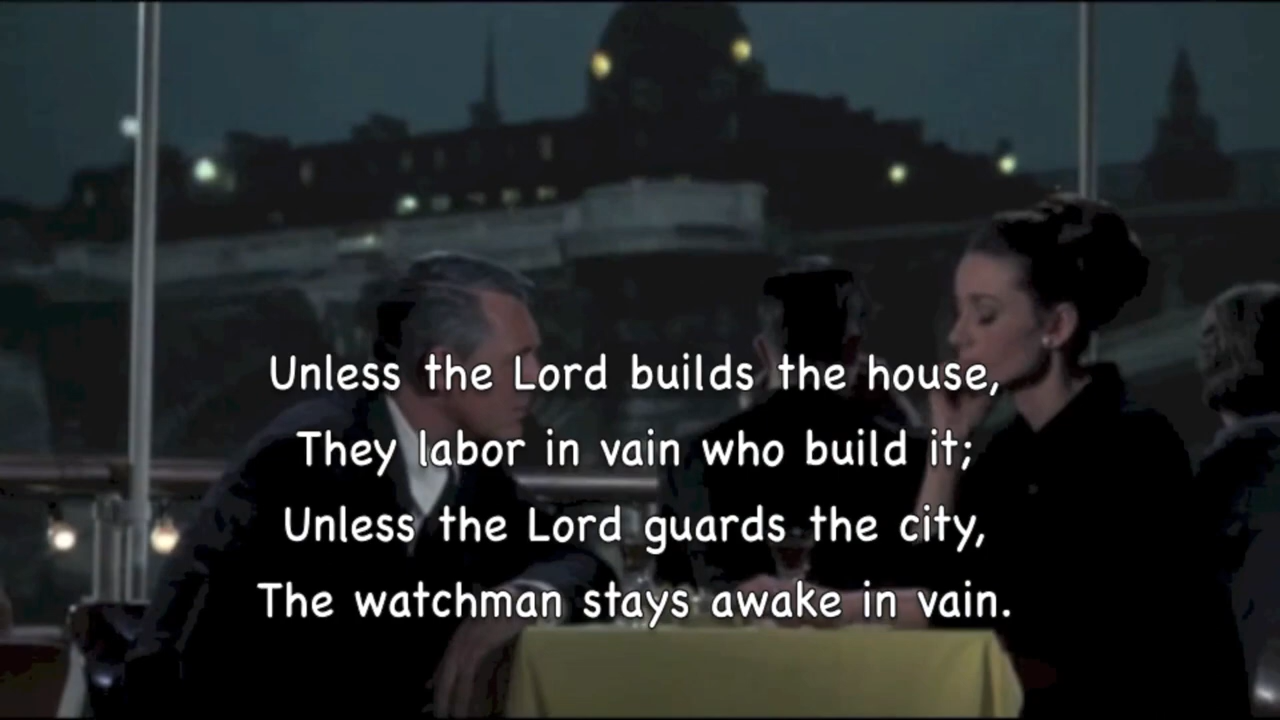 Unless the Lord builds the house,
They labor in vain who build it;
Unless the Lord guards the city,
The watchman stays awake in vain.